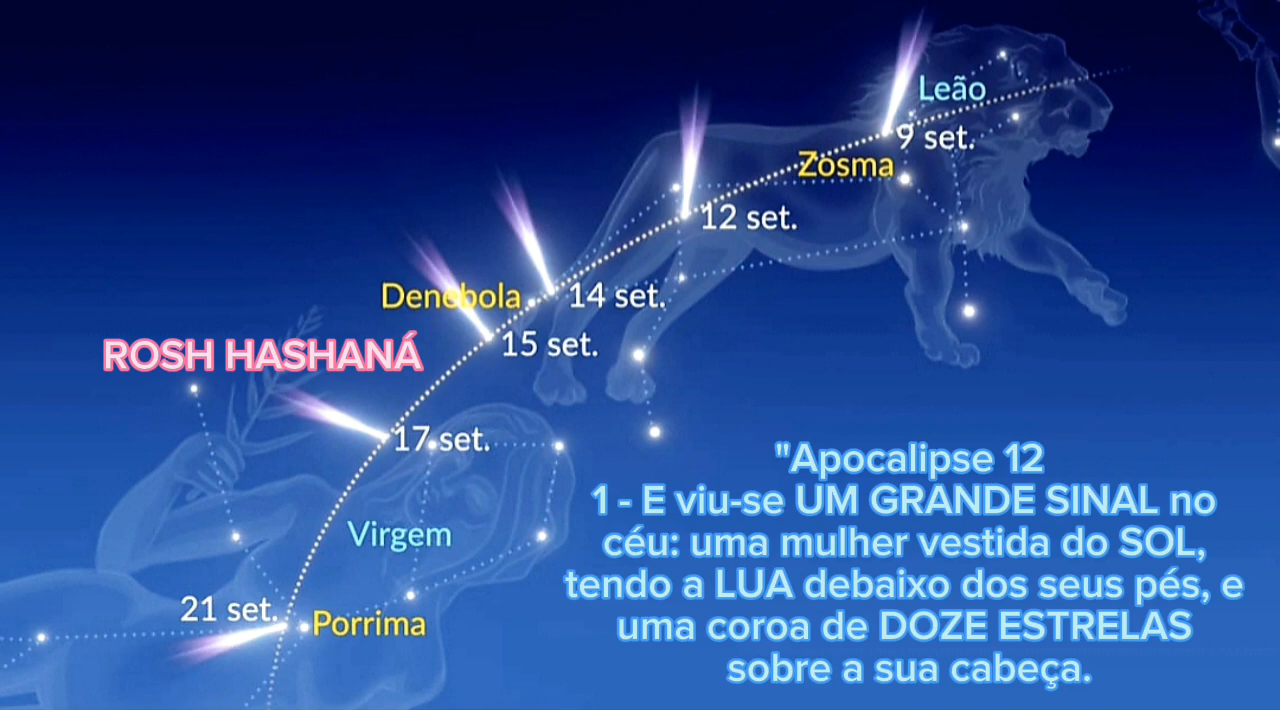 Leão
9 set.
Zosma
12 set.
Denebola
14 set.
15 set.
ROSH HASHANÁ
17 set.
Virgem
21 set.
Porrima
"Apocalipse 12
1 - E viu-se UM GRANDE SINAL no
céu: uma mulher vestida do SOL,
tendo a LUA debaixo dos seus pés, e
uma coroa de DOZE ESTRELAS
sobre a sua cabeça.